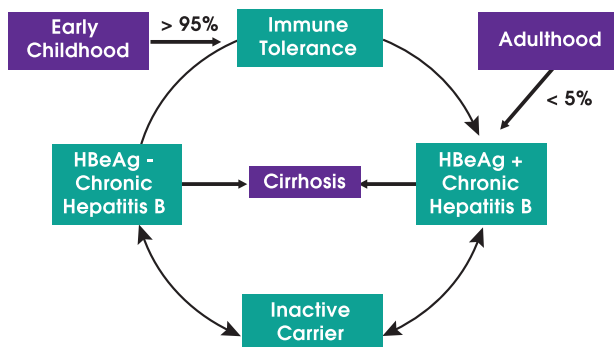 Early
Childhood
> 95%
Immune
Tolerance
Adulthood
< 5%
HBeAg -
Chronic
Hepatitis B
Cirrhosis
HBeAg +
Chronic
Hepatitis B
Inactive
Carrier